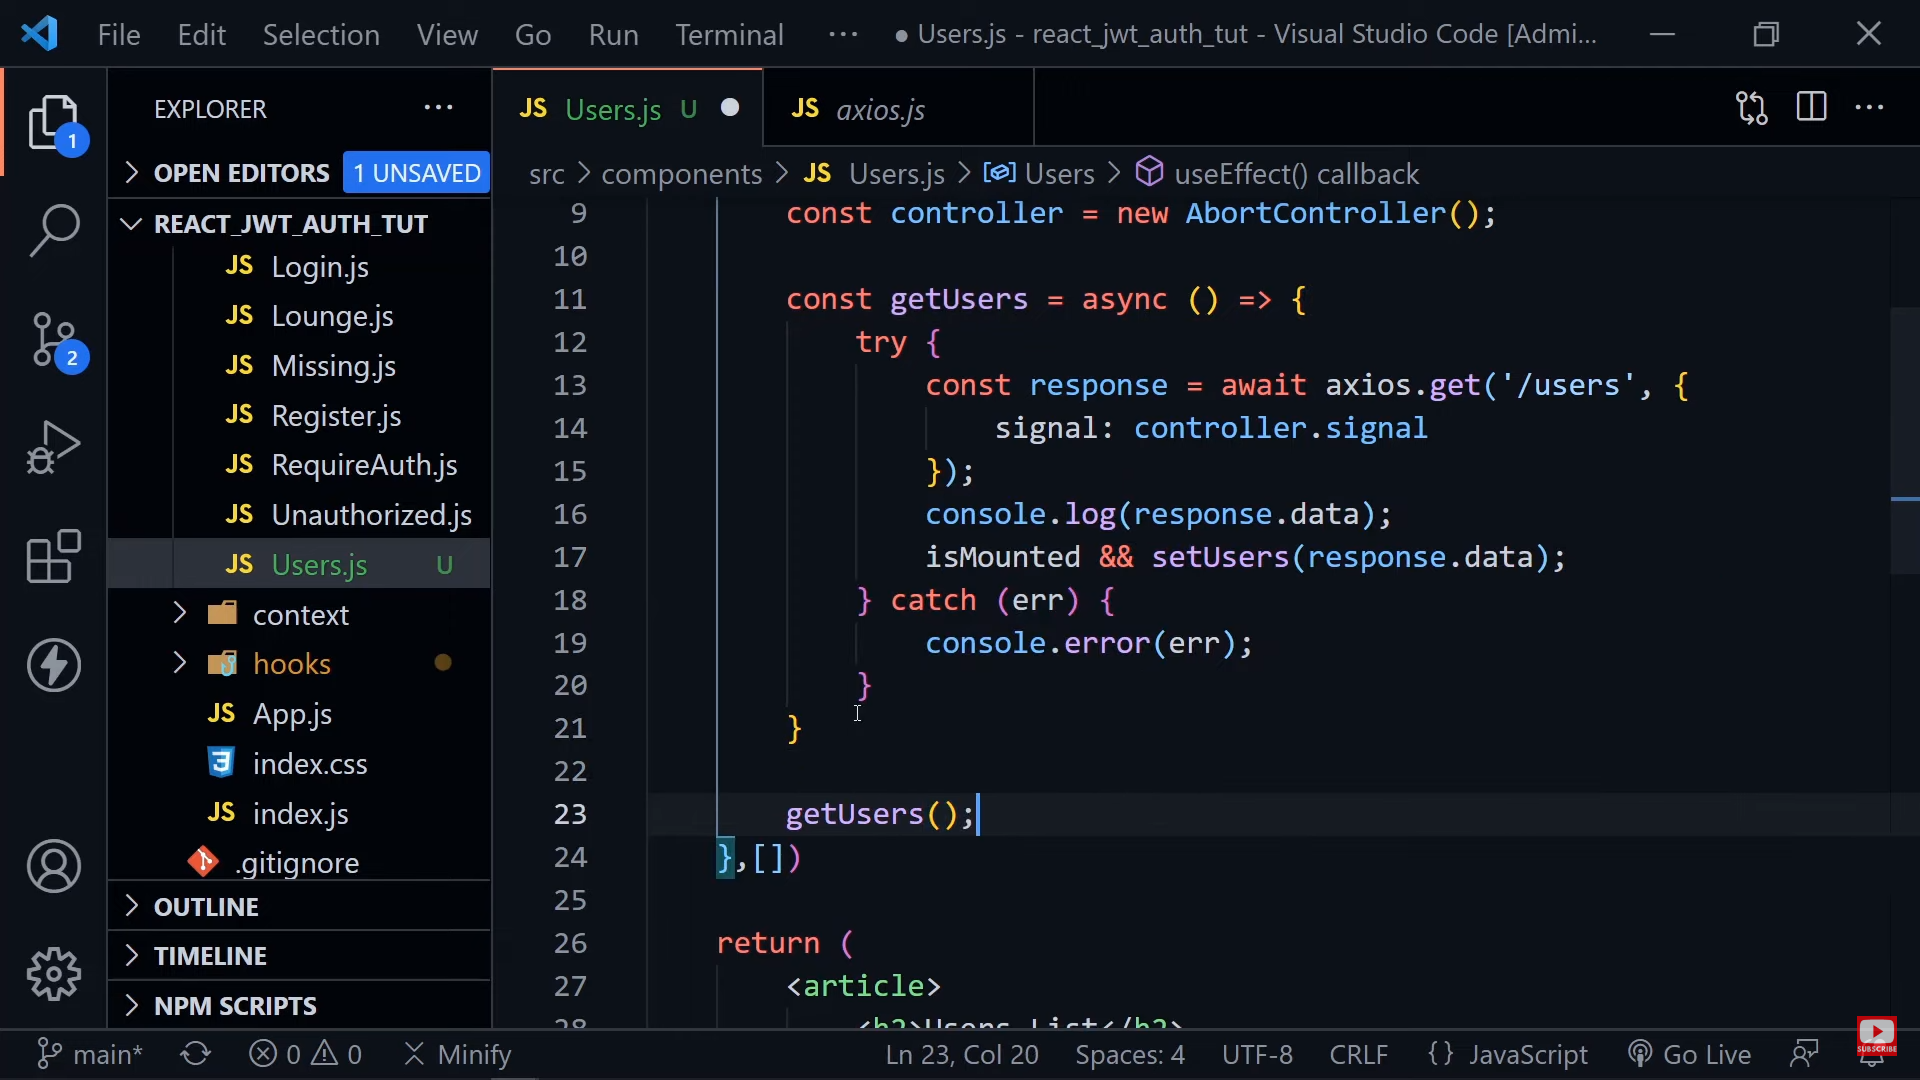 File Edit Selection View Go Run Terminal ··· ● Users.js - react_jwt_auth_tut - Visual Studio Code [Admi...
EXPLORER ···
1
OPEN EDITORS 1 UNSAVED
REACT_JWT_AUTH_TUT
JS Login.js
JS Lounge.js
JS Missing.js
2
JS Register.js
JS RequireAuth.js
JS Unauthorized.js
JS Users.js U
context
hooks
JS App.js
index.css
JS index.js
.gitignore
OUTLINE
TIMELINE
NPM SCRIPTS
JS Users.js U ●
JS axios.js
src > components > JS Users.js > Users > useEffect() callback
9 const controller = new AbortController();
10
11 const getUsers = async () => {
12 try {
13 const response = await axios.get('/users', {
14 signal: controller.signal
15 });
16 console.log(response.data);
17 isMounted && setUsers(response.data);
18 } catch (err) {
19 console.error(err);
20 }
21 }
22
23 getUsers();
24 },[])
25
26 return (
27 <article>
28 <h2>Users List</h2>
main* 0 0 Minify Ln 23, Col 20 Spaces: 4 UTF-8 CRLF {} JavaScript Go Live
SUBSCRIBE